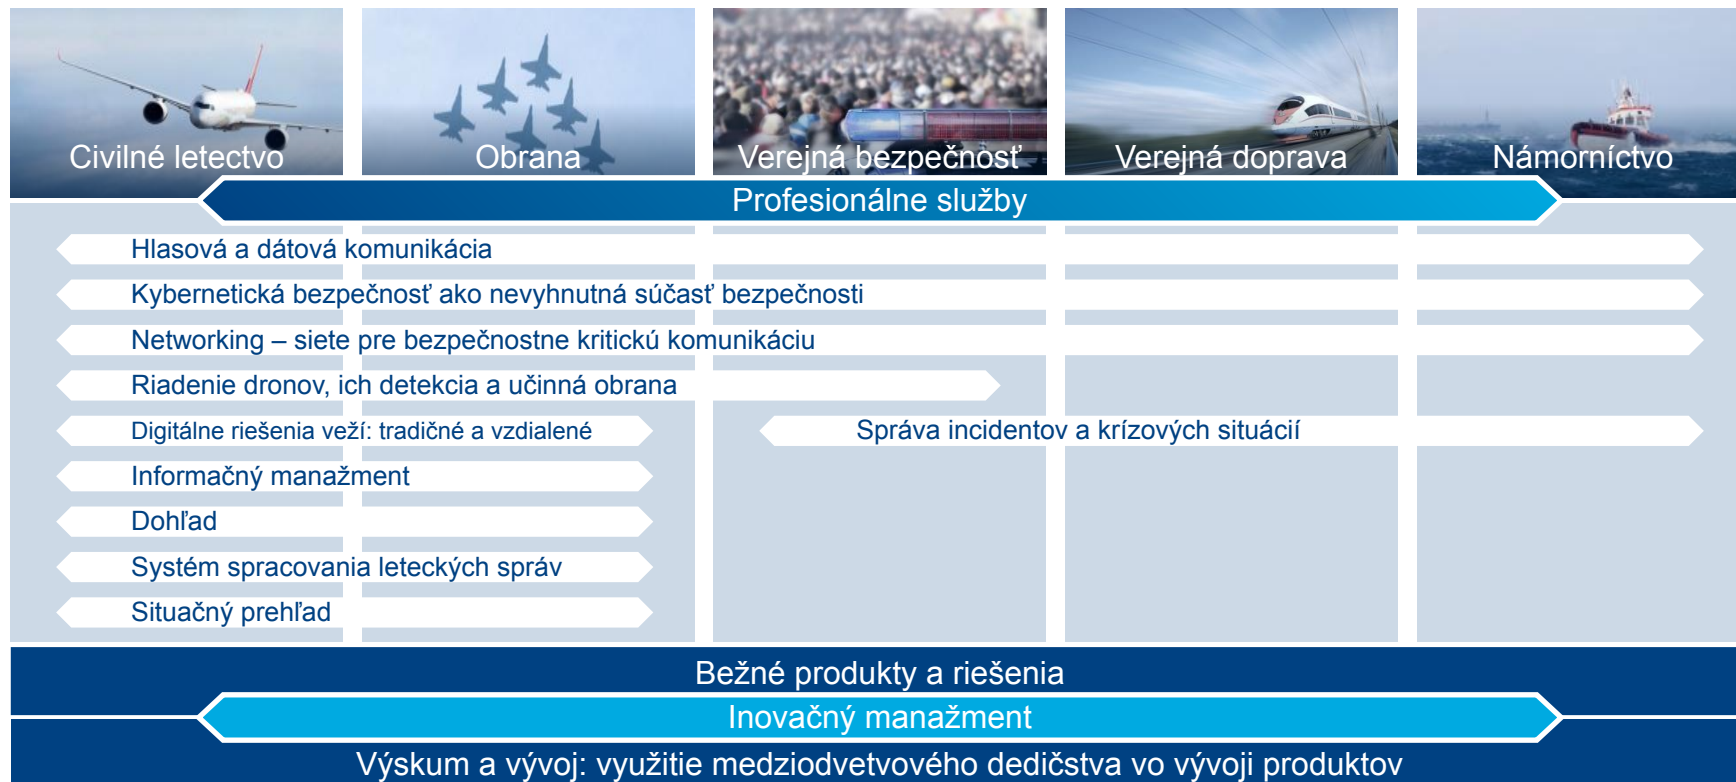 Civilné letectvo
Obrana
Verejná bezpečnosť
Verejná doprava
Námorníctvo
Profesionálne služby
Hlasová a dátová komunikácia
Kybernetická bezpečnosť ako nevyhnutná súčasť bezpečnosti
Networking – siete pre bezpečnostne kritickú komunikáciu
Riadenie dronov, ich detekcia a učinná obrana
Digitálne riešenia veží: tradičné a vzdialené
Správa incidentov a krízových situácií
Informačný manažment
Dohľad
Systém spracovania leteckých správ
Situačný prehľad
Bežné produkty a riešenia
Inovačný manažment
Výskum a vývoj: využitie medziodvetvového dedičstva vo vývoji produktov